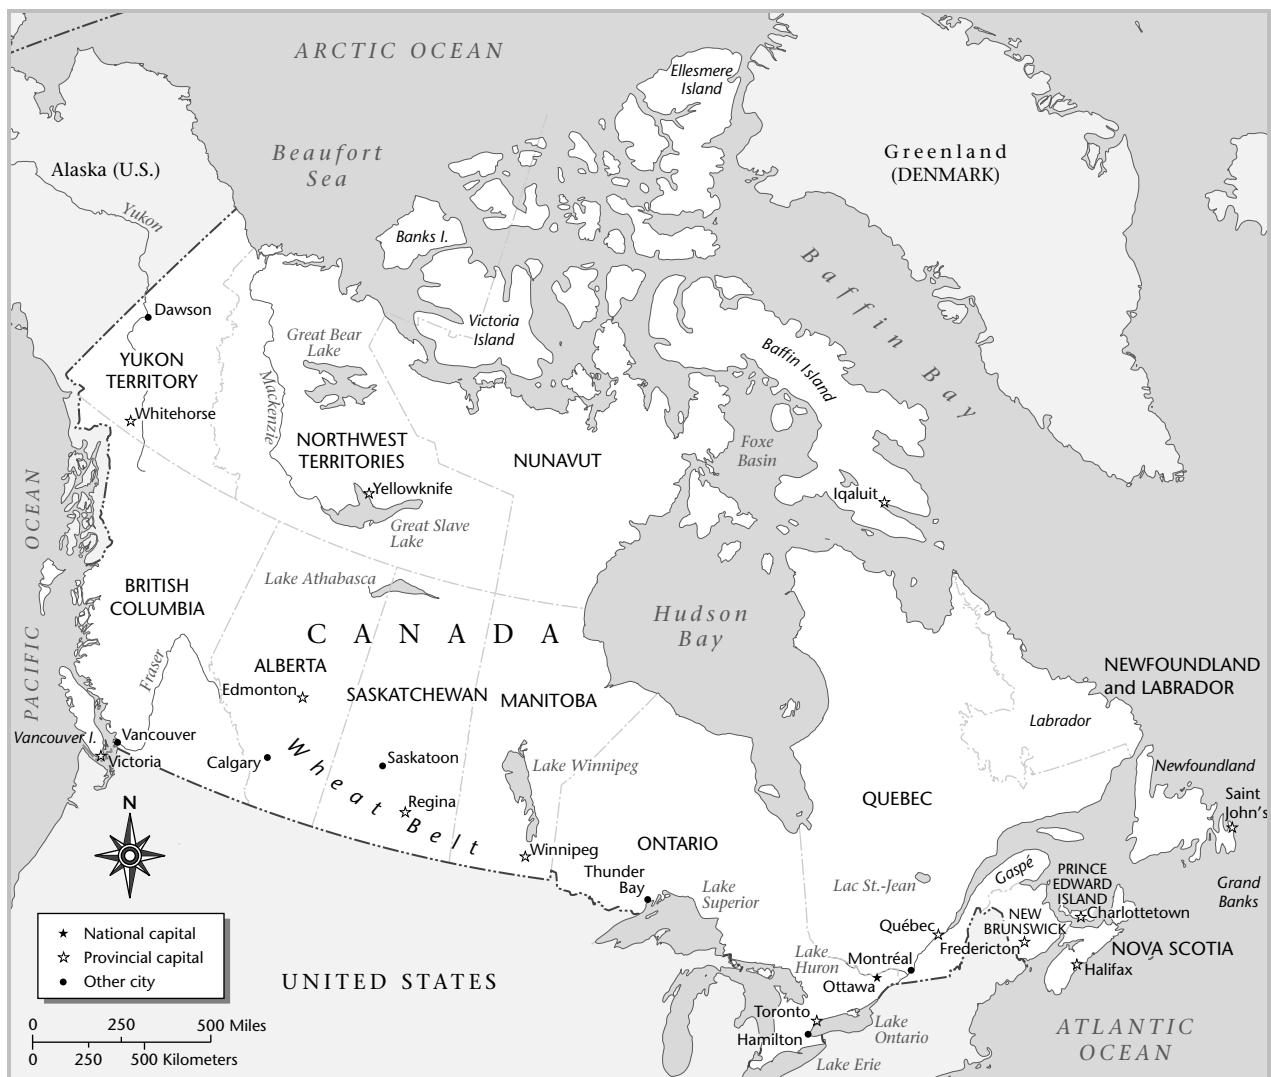 ARCTIC OCEAN
Ellesmere
Island
Beaufort
Sea
Greenland
(DENMARK)
Alaska (U.S.)
Yukon
Banks I.
Baffin Bay
Dawson
Victoria
Island
Great Bear
Lake
Baffin Island
YUKON
TERRITORY
Mackenzie
Whitehorse
NORTHWEST
TERRITORIES
NUNAVUT
Foxe
Basin
Yellowknife
Iqaluit
Great Slave
Lake
PACIFIC OCEAN
Lake Athabasca
BRITISH
COLUMBIA
Hudson
Bay
CANADA
Fraser
ALBERTA
Edmonton
SASKATCHEWAN
MANITOBA
NEWFOUNDLAND
and LABRADOR
Labrador
Vancouver I.
Vancouver
Victoria
Calgary
Wheat Belt
Saskatoon
Lake Winnipeg
Newfoundland
Saint
John's
QUEBEC
N
Regina
Winnipeg
ONTARIO
Thunder
Bay
Lake
Superior
Lac St.-Jean
Gaspé
PRINCE
EDWARD
ISLAND
Charlottetown
Grand
Banks
Québec
NEW
BRUNSWICK
Fredericton
NOVA SCOTIA
Halifax
National capital
Provincial capital
Other city
Lake
Huron
Montréal
Ottawa
UNITED STATES
Toronto
Hamilton
Lake
Ontario
Lake Erie
ATLANTIC
OCEAN
0 250 500 Miles
0 250 500 Kilometers